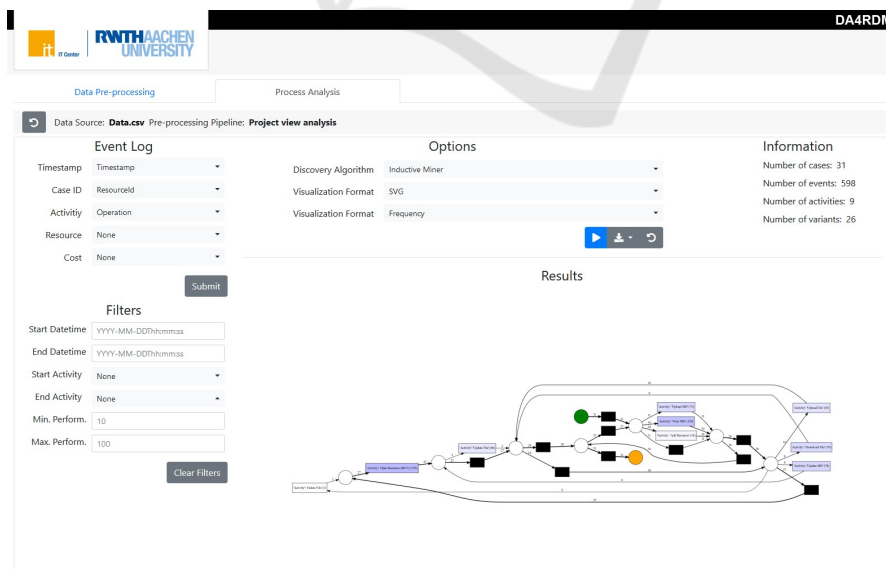 DA4RDM
it IT Center
RWTHAACHEN
UNIVERSITY
Data Pre-processing
Process Analysis
Data Source: Data.csv Pre-processing Pipeline: Project view analysis
Event Log
Timestamp Timestamp
Case ID ResourceId
Activitiy Operation
Resource None
Cost None
Submit
Filters
Start Datetime YYYY-MM-DDThh:mm:ss
End Datetime YYYY-MM-DDThh:mm:ss
Start Activity None
End Activity None
Min. Perform. 10
Max. Perform. 100
Clear Filters
Options
Discovery Algorithm Inductive Miner
Visualization Format SVG
Visualization Format Frequency
Information
Number of cases: 31
Number of events: 598
Number of activities: 9
Number of variants: 26
Results